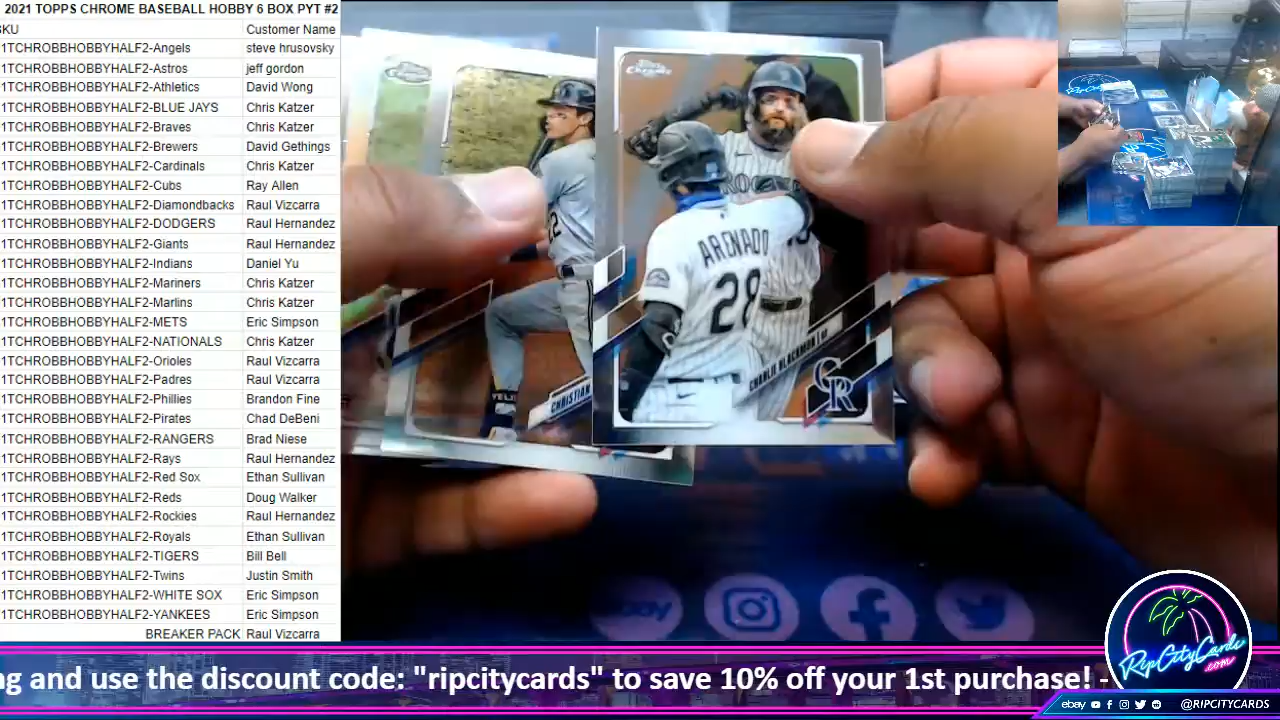 2021 TOPPS CHROME BASEBALL HOBBY 6 BOX PYT #2
SKU Customer Name
1TCHROBBHOBBYHALF2-Angels steve hrusovsky
1TCHROBBHOBBYHALF2-Astros jeff gordon
1TCHROBBHOBBYHALF2-Athletics David Wong
1TCHROBBHOBBYHALF2-BLUE JAYS Chris Katzer
1TCHROBBHOBBYHALF2-Braves Chris Katzer
1TCHROBBHOBBYHALF2-Brewers David Gethings
1TCHROBBHOBBYHALF2-Cardinals Chris Katzer
1TCHROBBHOBBYHALF2-Cubs Ray Allen
1TCHROBBHOBBYHALF2-Diamondbacks Raul Vizcarra
1TCHROBBHOBBYHALF2-DODGERS Raul Hernandez
1TCHROBBHOBBYHALF2-Giants Raul Hernandez
1TCHROBBHOBBYHALF2-Indians Daniel Yu
1TCHROBBHOBBYHALF2-Mariners Chris Katzer
1TCHROBBHOBBYHALF2-Marlins Chris Katzer
1TCHROBBHOBBYHALF2-METS Eric Simpson
1TCHROBBHOBBYHALF2-NATIONALS Chris Katzer
1TCHROBBHOBBYHALF2-Orioles Raul Vizcarra
1TCHROBBHOBBYHALF2-Padres Raul Vizcarra
1TCHROBBHOBBYHALF2-Phillies Brandon Fine
1TCHROBBHOBBYHALF2-Pirates Chad DeBeni
1TCHROBBHOBBYHALF2-RANGERS Brad Niese
1TCHROBBHOBBYHALF2-Rays Raul Hernandez
1TCHROBBHOBBYHALF2-Red Sox Ethan Sullivan
1TCHROBBHOBBYHALF2-Reds Doug Walker
1TCHROBBHOBBYHALF2-Rockies Raul Hernandez
1TCHROBBHOBBYHALF2-Royals Ethan Sullivan
1TCHROBBHOBBYHALF2-TIGERS Bill Bell
1TCHROBBHOBBYHALF2-Twins Justin Smith
1TCHROBBHOBBYHALF2-WHITE SOX Eric Simpson
1TCHROBBHOBBYHALF2-YANKEES Eric Simpson
BREAKER PACK Raul Vizcarra
Topps Chrome
ARENADO
28
CHARLIE BLACKMON | OF
CR
CHRISTIAN
ebay
g and use the discount code: "ripcitycards" to save 10% off your 1st purchase! -
RipCityCards
.com
ebay @RIPCITYCARDS